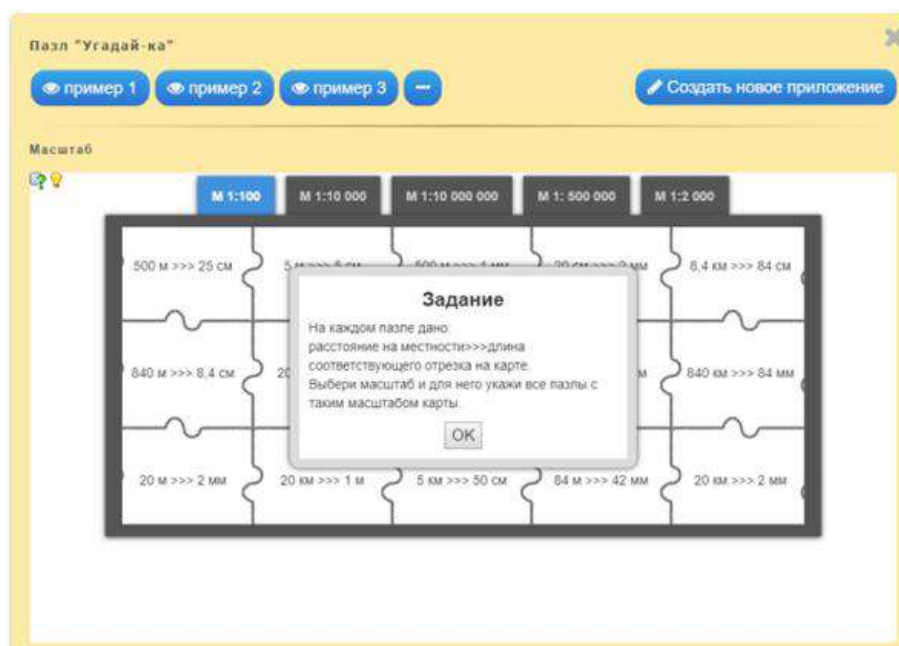 Пазл "Угадай-ка"
пример 1 пример 2 пример 3 Создать новое приложение
Масштаб
М 1:100 М 1:10 000 М 1:10 000 000 М 1: 500 000 М 1:2 000
500 м >>> 25 см 8,4 км >>> 84 см
Задание
На каждом пазле дано:
расстояние на местности>>>длина
соответствующего отрезка на карте.
Выбери масштаб и для него укажи все пазлы с
таким масштабом карты.
OK
840 м >>> 8,4 см 840 км >>> 84 мм
20 м >>> 2 мм 20 км >>> 1 м 5 км >>> 50 см 84 м >>> 42 мм 20 км >>> 2 мм